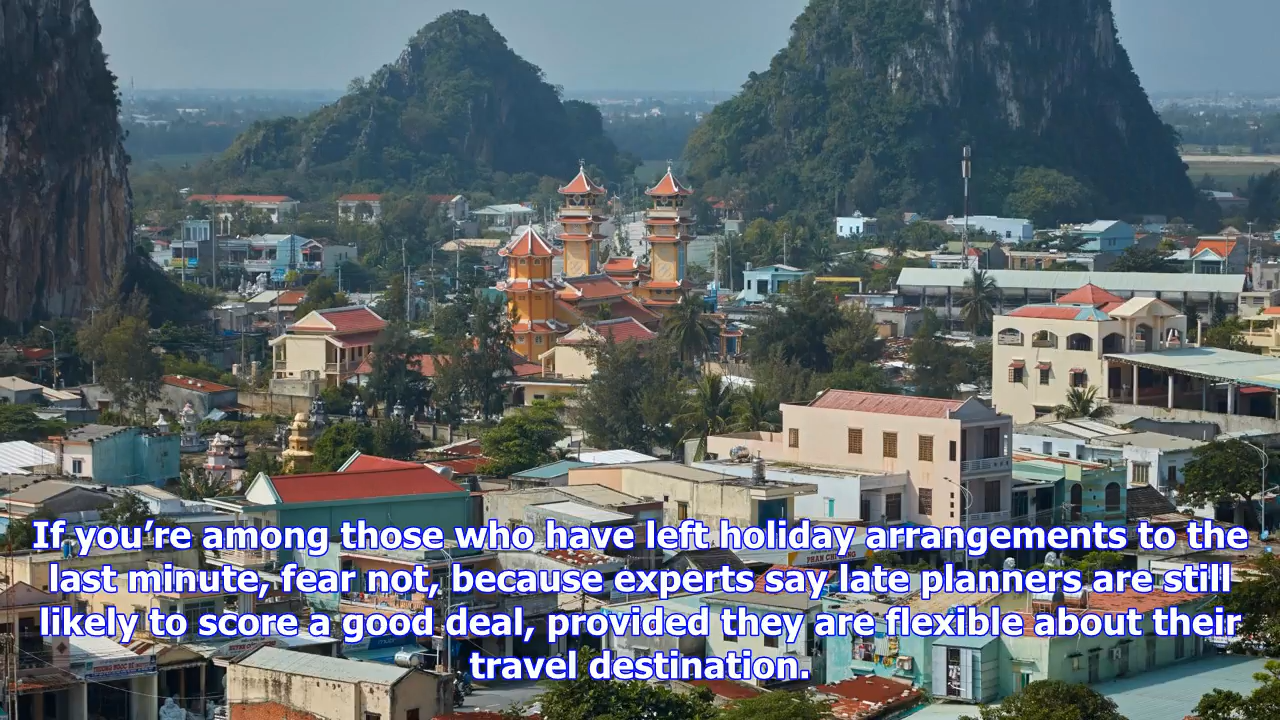 If you’re among those who have left holiday arrangements to the
last minute, fear not, because experts say late planners are still
likely to score a good deal, provided they are flexible about their
travel destination.